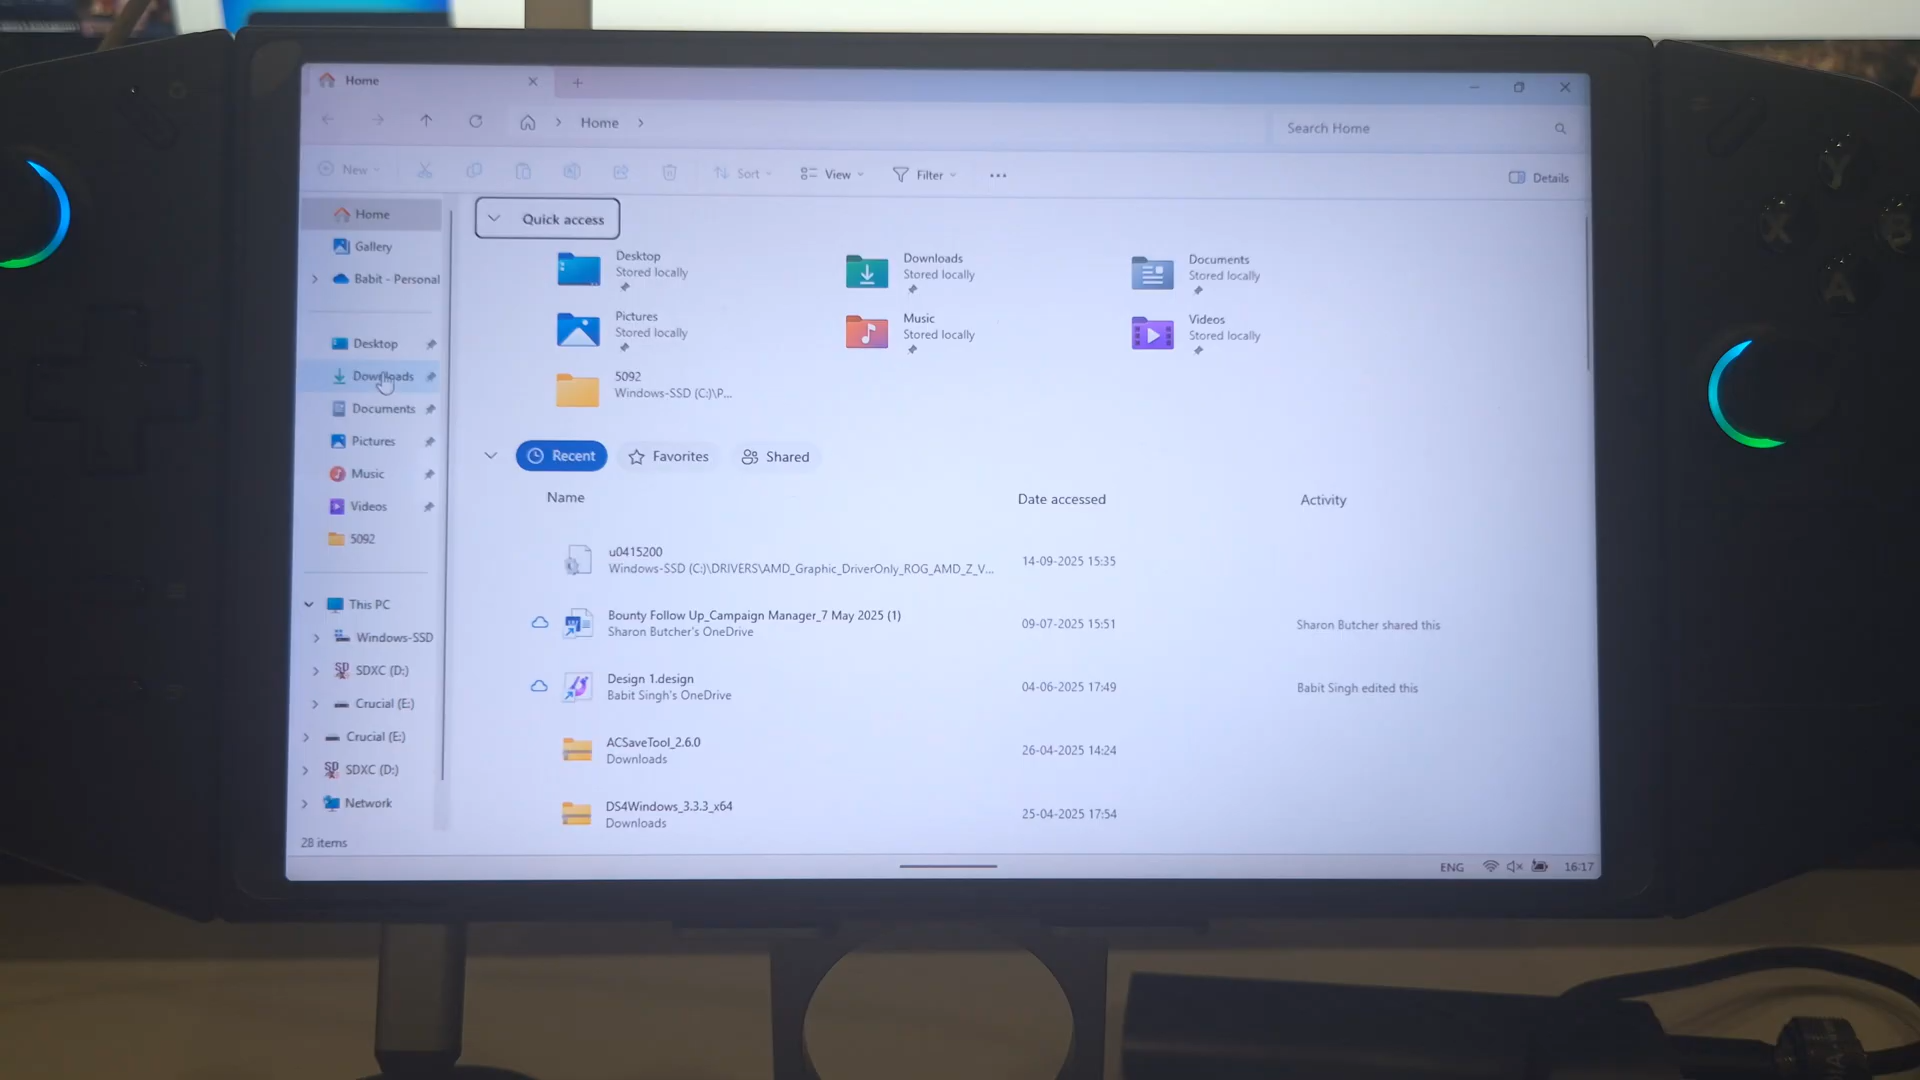 Home
Home
Search Home
New
Sort
View
Filter
Details
Home
Gallery
Babit - Personal
Desktop
Downloads
Documents
Pictures
Music
Videos
5092
This PC
Windows-SSD
SDXC (D:)
Crucial (E:)
Crucial (E:)
SDXC (D:)
Network
28 items
Quick access
Desktop
Stored locally
Downloads
Stored locally
Documents
Stored locally
Pictures
Stored locally
Music
Stored locally
Videos
Stored locally
5092
Windows-SSD (C:)\P...
Recent
Favorites
Shared
Name
Date accessed
Activity
u0415200
Windows-SSD (C:)\DRIVERS\AMD_Graphic_DriverOnly_ROG_AMD_Z_V...
14-09-2025 15:35
Bounty Follow Up_Campaign Manager_7 May 2025 (1)
Sharon Butcher's OneDrive
09-07-2025 15:51
Sharon Butcher shared this
Design 1.design
Babit Singh's OneDrive
04-06-2025 17:49
Babit Singh edited this
ACSaveTool_2.6.0
Downloads
26-04-2025 14:24
DS4Windows_3.3.3_x64
Downloads
25-04-2025 17:54
ENG
16:17
Y
X
B
A